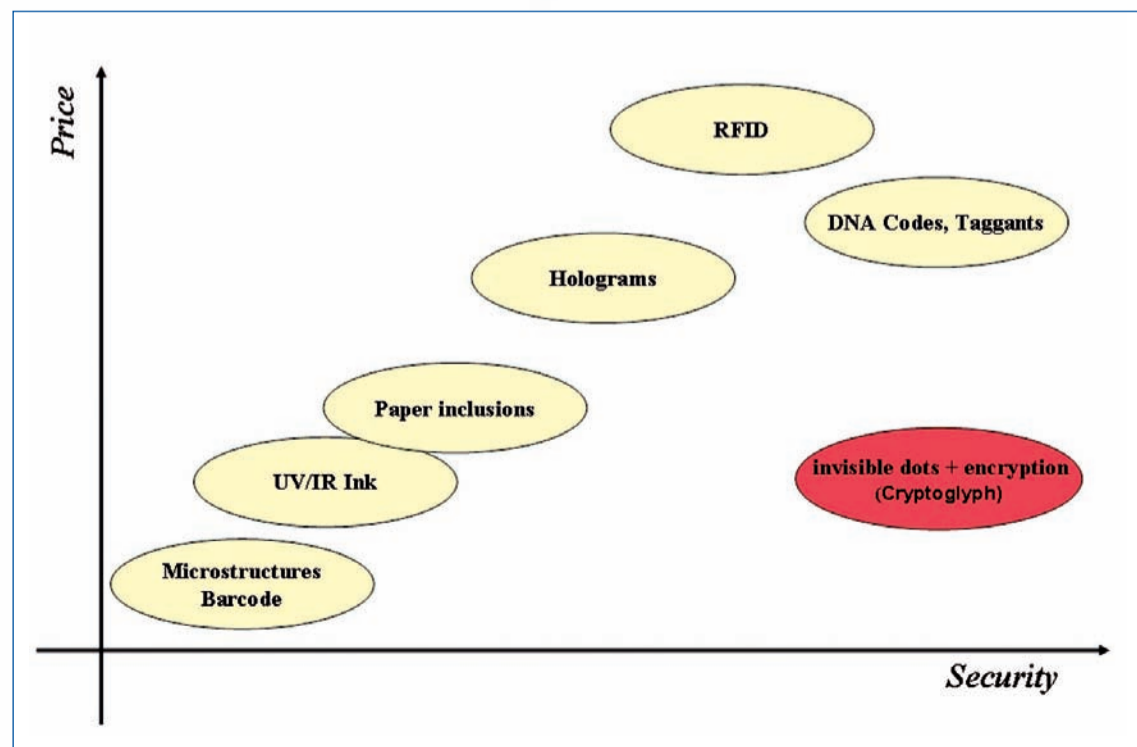 Price
RFID
DNA Codes, Taggants
Holograms
Paper inclusions
UV/IR Ink
invisible dots + encryption
(Cryptoglyph)
Microstructures
Barcode
Security